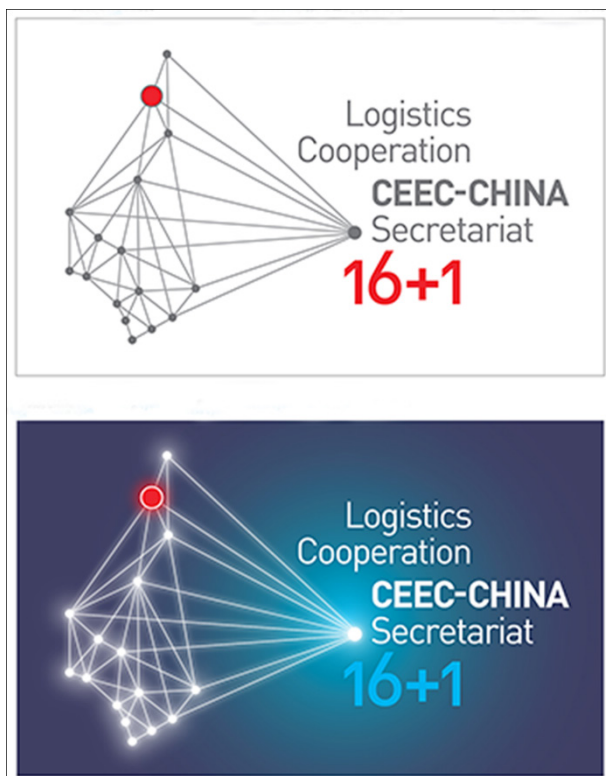 Logistics
Cooperation
CEEC-CHINA
Secretariat
16+1
Logistics
Cooperation
CEEC-CHINA
Secretariat
16+1